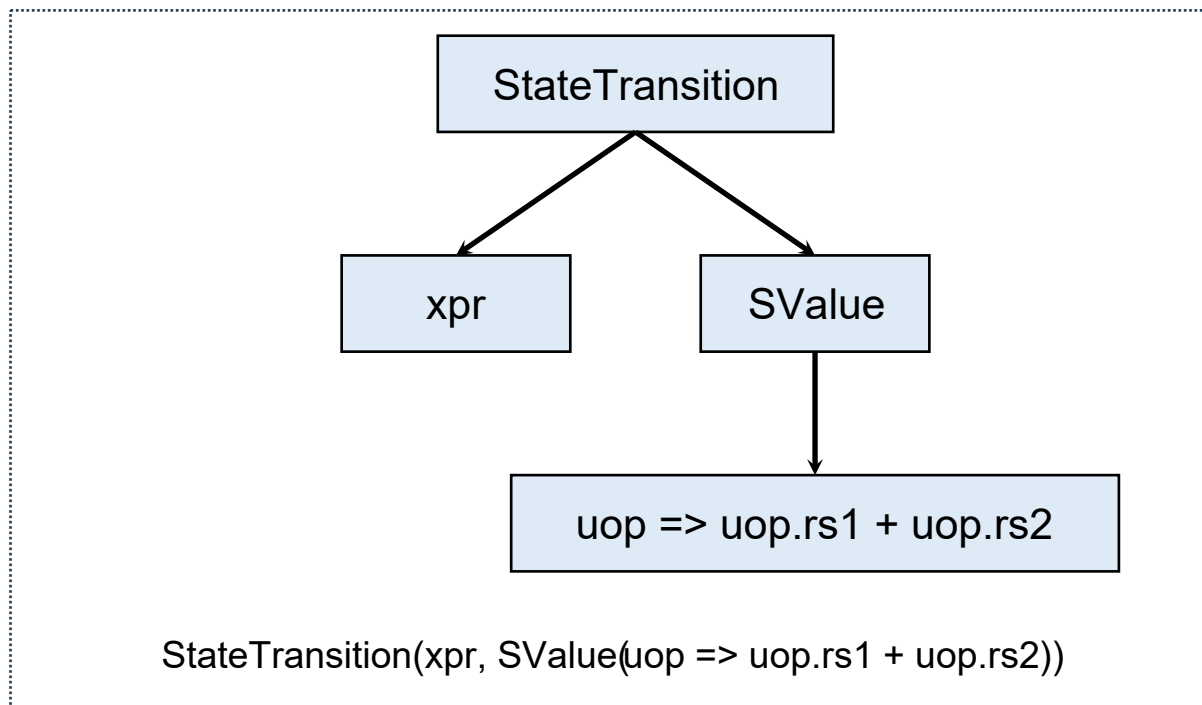 StateTransition
xpr
SValue
uop => uop.rs1 + uop.rs2
StateTransition(xpr, SValue(uop => uop.rs1 + uop.rs2))